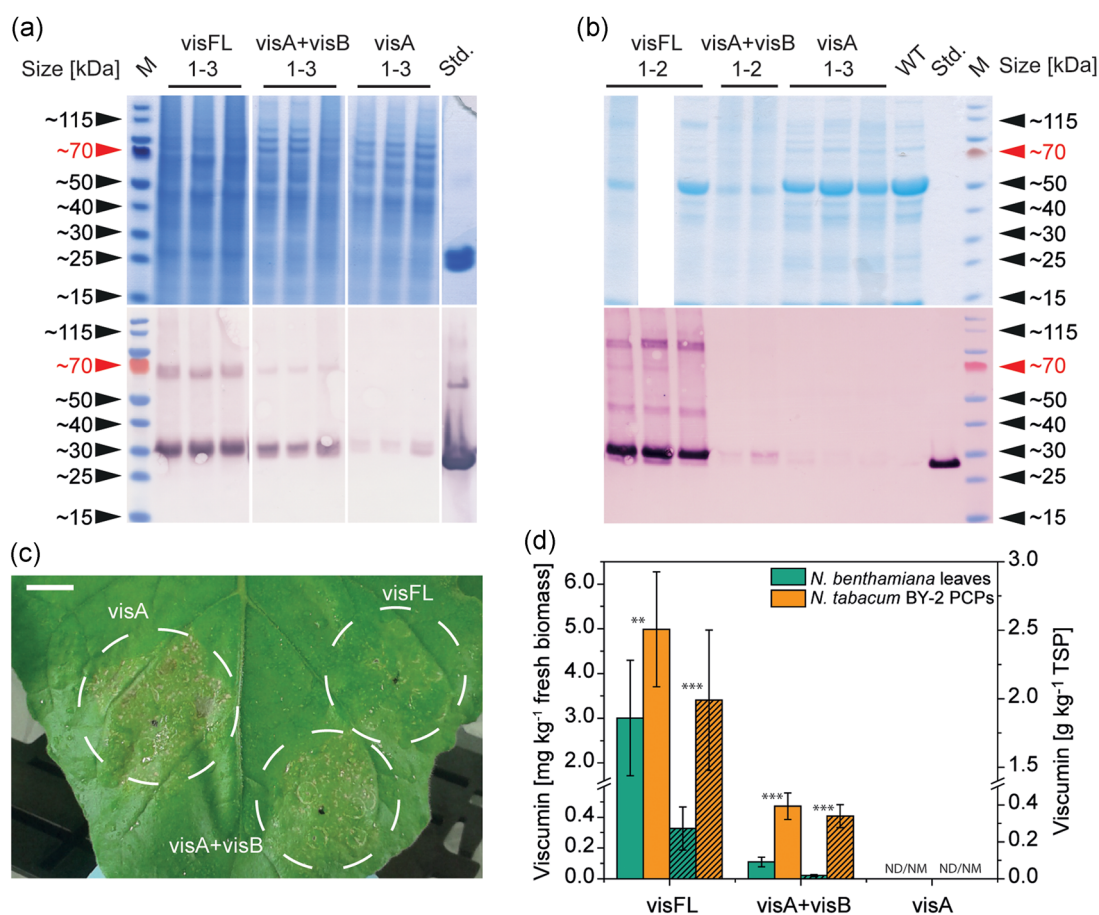 (a)
visFL visA+visB visA
Size [kDa] M 1-3 1-3 1-3 Std.
~115
~70
~50
~40
~30
~25
~15
~115
~70
~50
~40
~30
~25
~15
(b)
visFL visA+visB visA
1-2 1-2 1-3 WT Std. M Size [kDa]
~115
~70
~50
~40
~30
~25
~15
~115
~70
~50
~40
~30
~25
~15
(c)
visA
visFL
visA+visB
(d)
Viscumin [mg kg⁻¹ fresh biomass]
6.0
5.0
4.0
3.0
2.0
0.4
0.2
0.0
N. benthamiana leaves
N. tabacum BY-2 PCPs
**
***
***
***
ND/NM ND/NM
3.0
2.5
2.0
1.5
0.4
0.2
0.0
Viscumin [g kg⁻¹ TSP]
visFL visA+visB visA